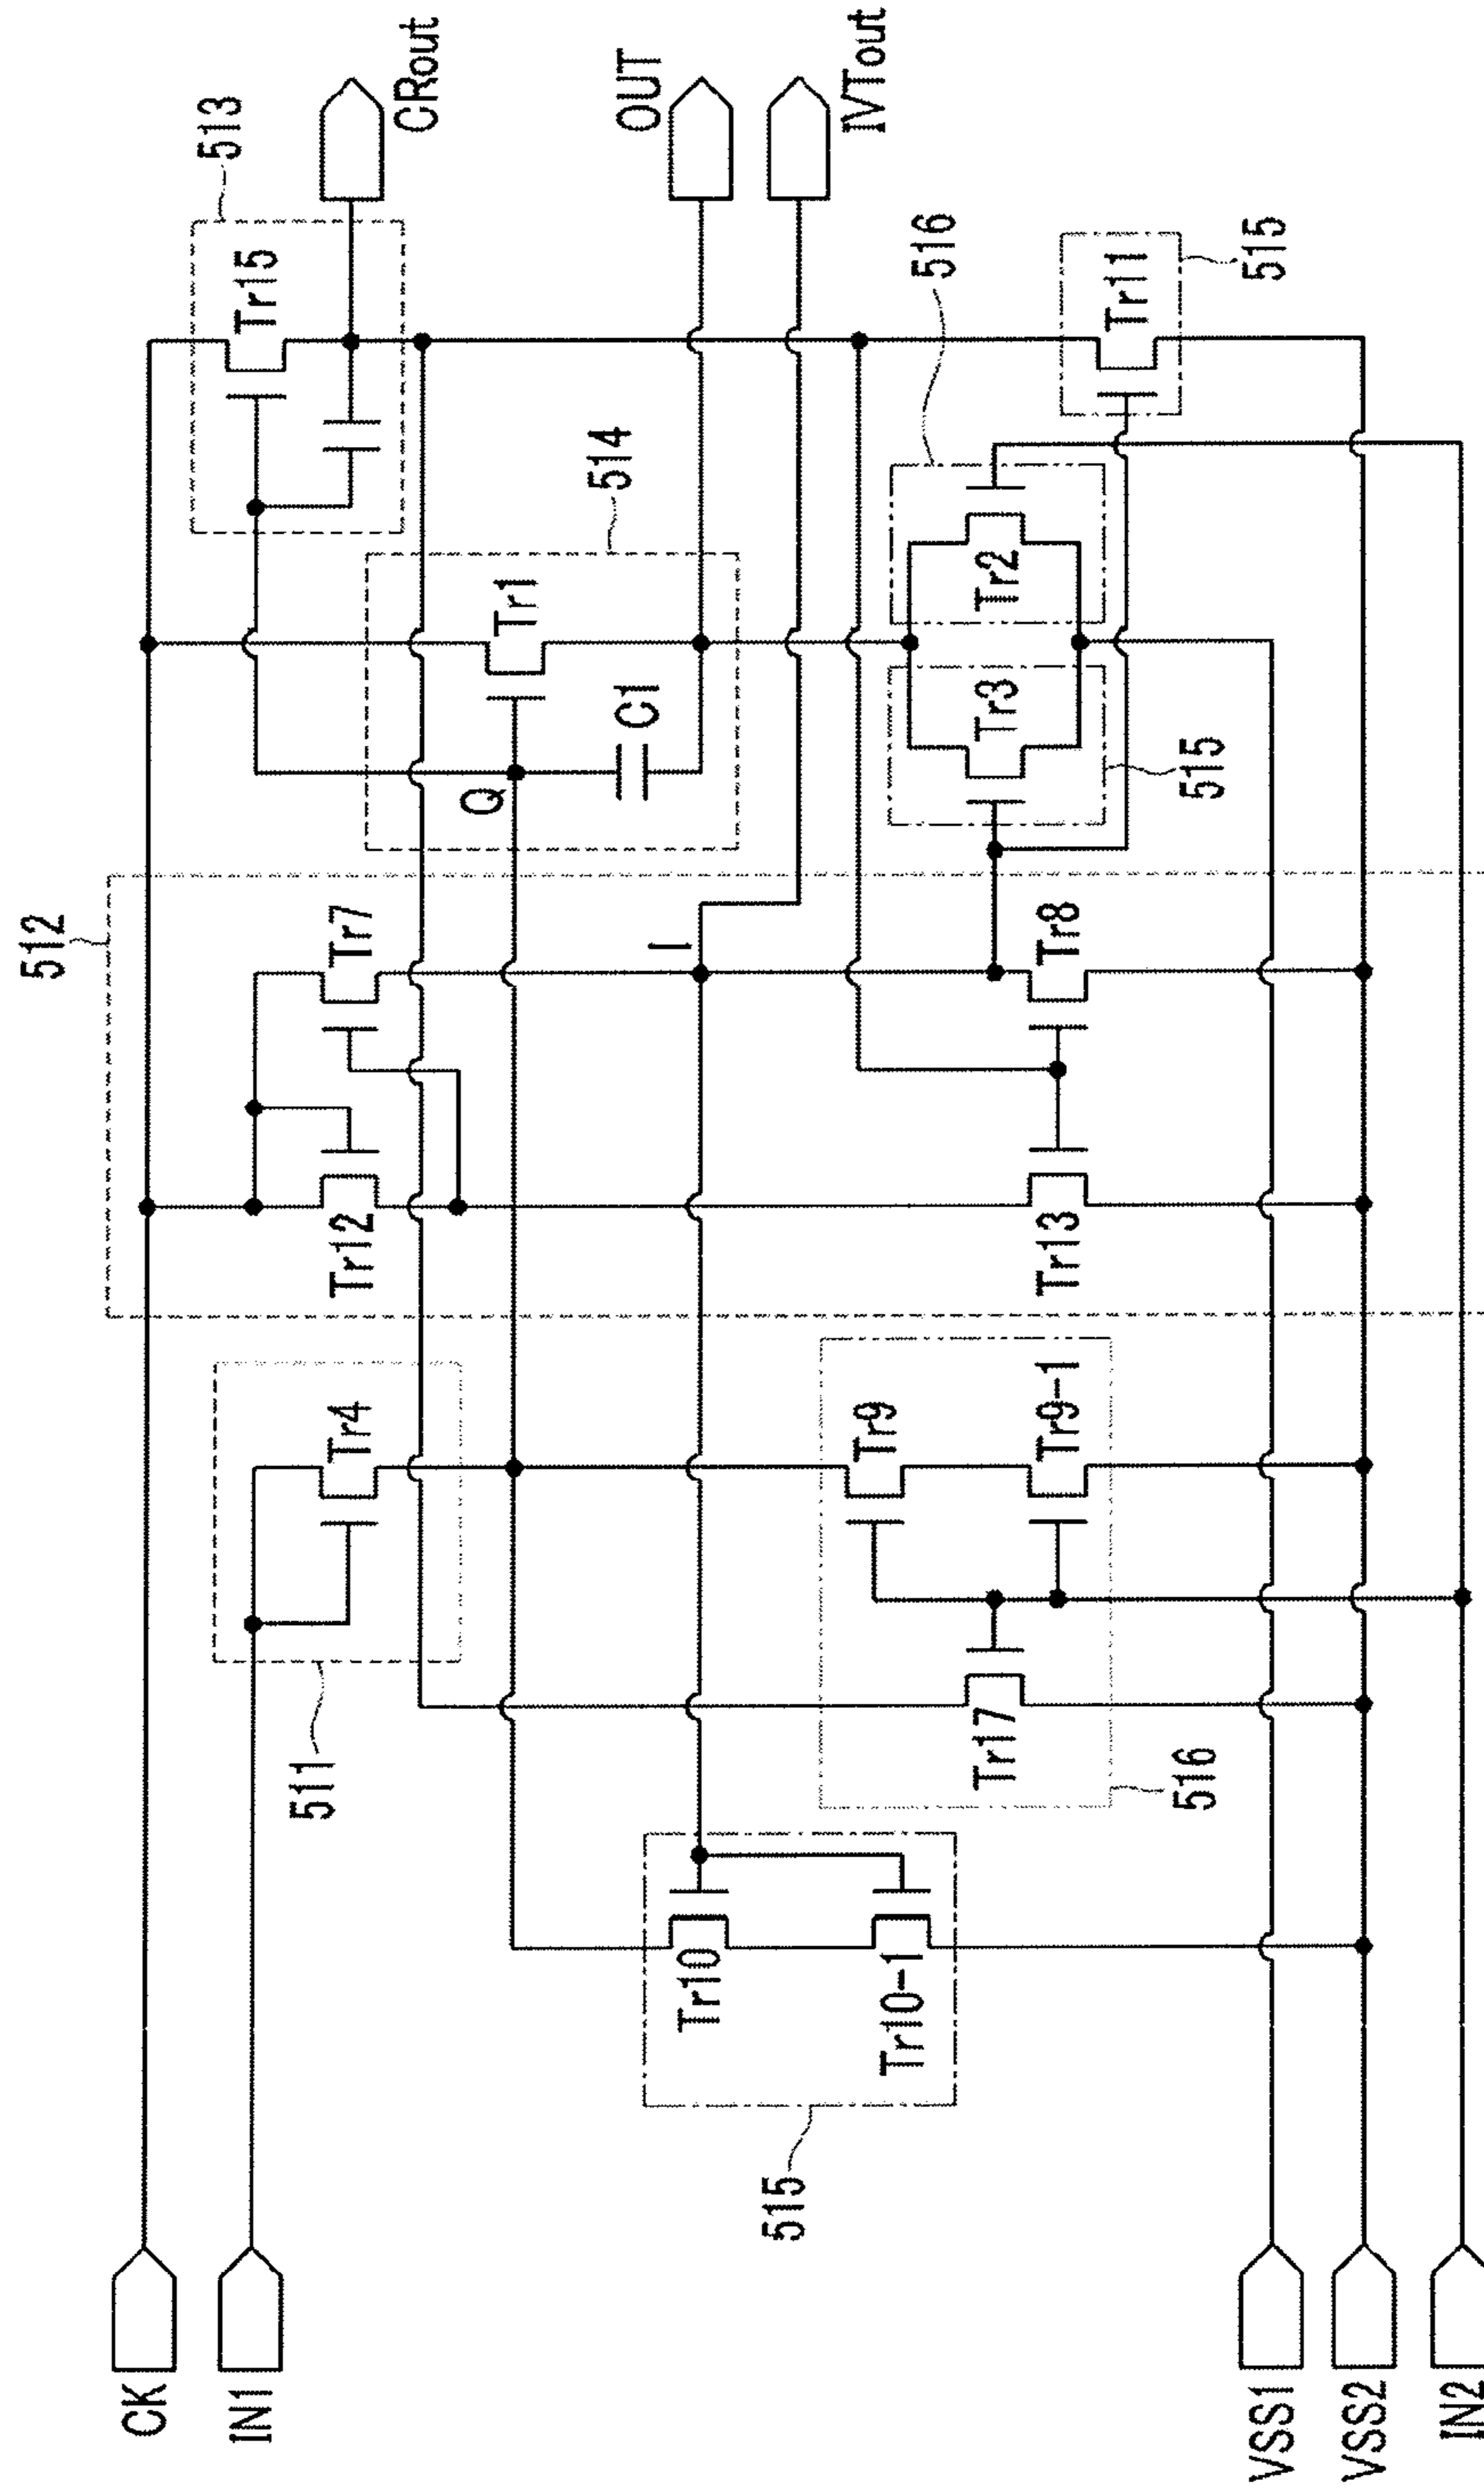 CK
IN1
VSS1
VSS2
IN2
515
Tr10
Tr10-1
511
Tr4
Tr17
516
Tr9
Tr9-1
512
Tr12
Tr7
I
Tr13
Tr8
Q
C1
Tr1
514
Tr3
515
Tr2
516
513
Tr15
Tr11
515
CRout
OUT
IVTout